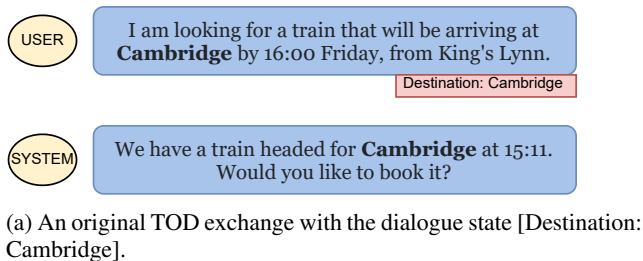 USER
I am looking for a train that will be arriving at
Cambridge by 16:00 Friday, from King's Lynn.
Destination: Cambridge
SYSTEM
We have a train headed for Cambridge at 15:11.
Would you like to book it?
(a) An original TOD exchange with the dialogue state [Destination:
Cambridge].